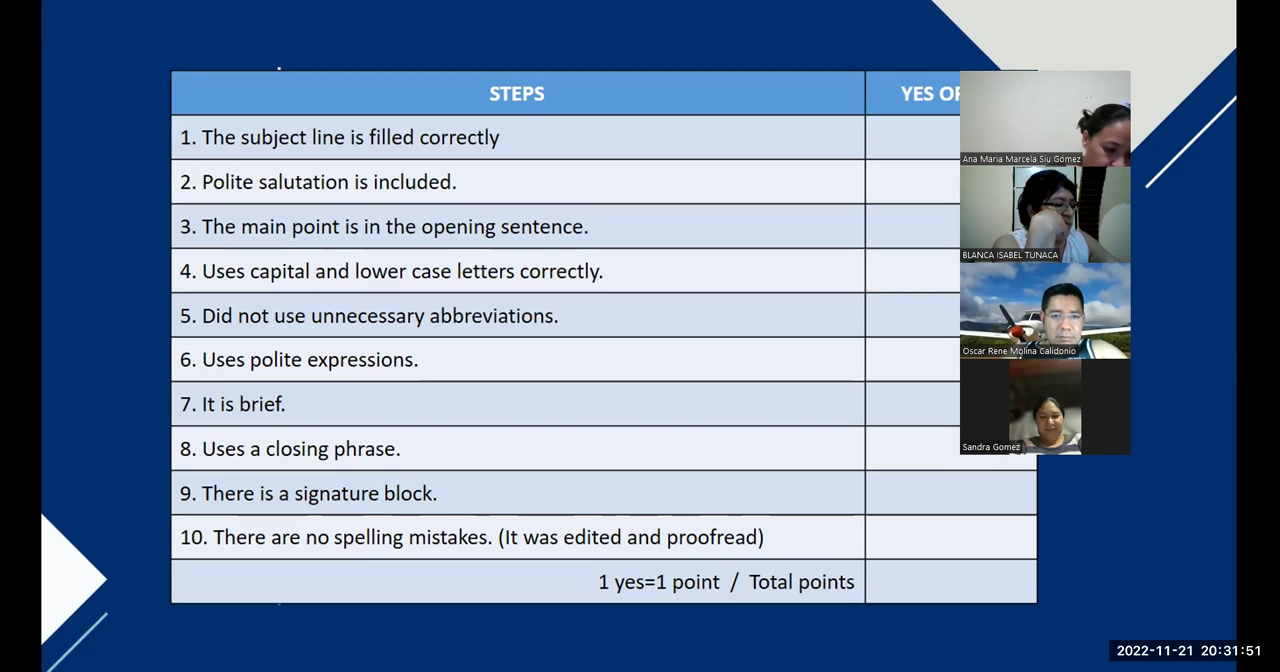 STEPS
YES OF
1. The subject line is filled correctly
2. Polite salutation is included.
3. The main point is in the opening sentence.
4. Uses capital and lower case letters correctly.
5. Did not use unnecessary abbreviations.
6. Uses polite expressions.
7. It is brief.
8. Uses a closing phrase.
9. There is a signature block.
10. There are no spelling mistakes. (It was edited and proofread)
1 yes=1 point / Total points
Ana Maria Marcela Siu Gómez
BLANCA ISABEL TUNACA
Oscar Rene Molina Calidonio
Sandra Gomez
2022-11-21 20:31:51